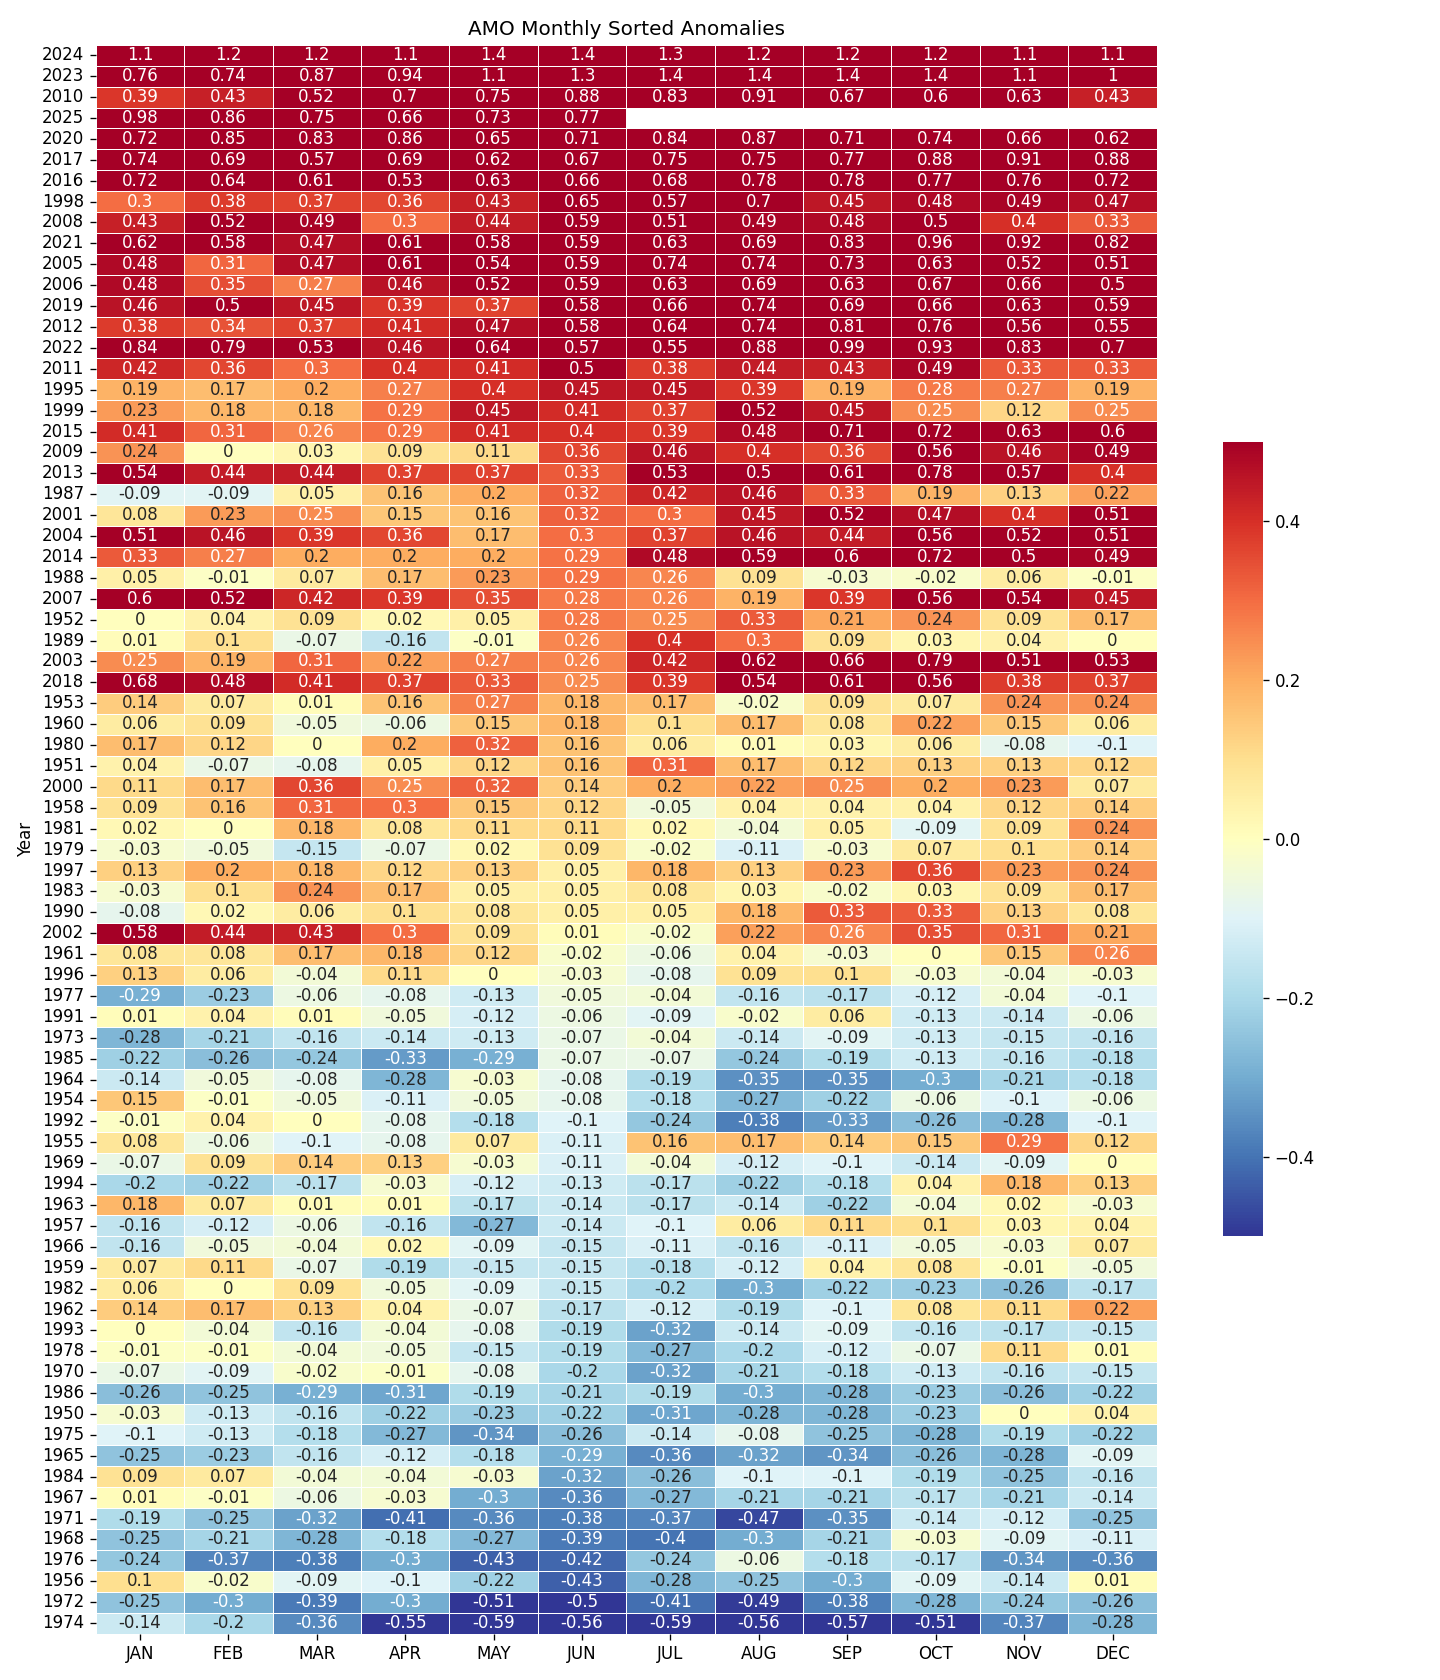 AMO Monthly Sorted Anomalies
2024 1.1 1.2 1.2 1.1 1.4 1.4 1.3 1.2 1.2 1.2 1.1 1.1
2023 0.76 0.74 0.87 0.94 1.1 1.3 1.4 1.4 1.4 1.4 1.1 1
2010 0.39 0.43 0.52 0.7 0.75 0.88 0.83 0.91 0.67 0.6 0.63 0.43
2025 0.98 0.86 0.75 0.66 0.73 0.77
2020 0.72 0.85 0.83 0.86 0.65 0.71 0.84 0.87 0.71 0.74 0.66 0.62
2017 0.74 0.69 0.57 0.69 0.62 0.67 0.75 0.75 0.77 0.88 0.91 0.88
2016 0.72 0.64 0.61 0.53 0.63 0.66 0.68 0.78 0.78 0.77 0.76 0.72
1998 0.3 0.38 0.37 0.36 0.43 0.65 0.57 0.7 0.45 0.48 0.49 0.47
2008 0.43 0.52 0.49 0.3 0.44 0.59 0.51 0.49 0.48 0.5 0.4 0.33
2021 0.62 0.58 0.47 0.61 0.58 0.59 0.63 0.69 0.83 0.96 0.92 0.82
2005 0.48 0.31 0.47 0.61 0.54 0.59 0.74 0.74 0.73 0.63 0.52 0.51
2006 0.48 0.35 0.27 0.46 0.52 0.59 0.63 0.69 0.63 0.67 0.66 0.5
2019 0.46 0.5 0.45 0.39 0.37 0.58 0.66 0.74 0.69 0.66 0.63 0.59
2012 0.38 0.34 0.37 0.41 0.47 0.58 0.64 0.74 0.81 0.76 0.56 0.55
2022 0.84 0.79 0.53 0.46 0.64 0.57 0.55 0.88 0.99 0.93 0.83 0.7
2011 0.42 0.36 0.3 0.4 0.41 0.5 0.38 0.44 0.43 0.49 0.33 0.33
1995 0.19 0.17 0.2 0.27 0.4 0.45 0.45 0.39 0.19 0.28 0.27 0.19
1999 0.23 0.18 0.18 0.29 0.45 0.41 0.37 0.52 0.45 0.25 0.12 0.25
2015 0.41 0.31 0.26 0.29 0.41 0.4 0.39 0.48 0.71 0.72 0.63 0.6
2009 0.24 0 0.03 0.09 0.11 0.36 0.46 0.4 0.36 0.56 0.46 0.49
2013 0.54 0.44 0.44 0.37 0.37 0.33 0.53 0.5 0.61 0.78 0.57 0.4
1987 -0.09 -0.09 0.05 0.16 0.2 0.32 0.42 0.46 0.33 0.19 0.13 0.22
2001 0.08 0.23 0.25 0.15 0.16 0.32 0.3 0.45 0.52 0.47 0.4 0.51
2004 0.51 0.46 0.39 0.36 0.17 0.3 0.37 0.46 0.44 0.56 0.52 0.51
2014 0.33 0.27 0.2 0.2 0.2 0.29 0.48 0.59 0.6 0.72 0.5 0.49
1988 0.05 -0.01 0.07 0.17 0.23 0.29 0.26 0.09 -0.03 -0.02 0.06 -0.01
2007 0.6 0.52 0.42 0.39 0.35 0.28 0.26 0.19 0.39 0.56 0.54 0.45
1952 0 0.04 0.09 0.02 0.05 0.28 0.25 0.33 0.21 0.24 0.09 0.17
1989 0.01 0.1 -0.07 -0.16 -0.01 0.26 0.4 0.3 0.09 0.03 0.04 0
2003 0.25 0.19 0.31 0.22 0.27 0.26 0.42 0.62 0.66 0.79 0.51 0.53
2018 0.68 0.48 0.41 0.37 0.33 0.25 0.39 0.54 0.61 0.56 0.38 0.37
1953 0.14 0.07 0.01 0.16 0.27 0.18 0.17 -0.02 0.09 0.07 0.24 0.24
1960 0.06 0.09 -0.05 -0.06 0.15 0.18 0.1 0.17 0.08 0.22 0.15 0.06
1980 0.17 0.12 0 0.2 0.32 0.16 0.06 0.01 0.03 0.06 -0.08 -0.1
1951 0.04 -0.07 -0.08 0.05 0.12 0.16 0.31 0.17 0.12 0.13 0.13 0.12
2000 0.11 0.17 0.36 0.25 0.32 0.14 0.2 0.22 0.25 0.2 0.23 0.07
1958 0.09 0.16 0.31 0.3 0.15 0.12 -0.05 0.04 0.04 0.04 0.12 0.14
1981 0.02 0 0.18 0.08 0.11 0.11 0.02 -0.04 0.05 -0.09 0.09 0.24
1979 -0.03 -0.05 -0.15 -0.07 0.02 0.09 -0.02 -0.11 -0.03 0.07 0.1 0.14
1997 0.13 0.2 0.18 0.12 0.13 0.05 0.18 0.13 0.23 0.36 0.23 0.24
1983 -0.03 0.1 0.24 0.17 0.05 0.05 0.08 0.03 -0.02 0.03 0.09 0.17
1990 -0.08 0.02 0.06 0.1 0.08 0.05 0.05 0.18 0.33 0.33 0.13 0.08
2002 0.58 0.44 0.43 0.3 0.09 0.01 -0.02 0.22 0.26 0.35 0.31 0.21
1961 0.08 0.08 0.17 0.18 0.12 -0.02 -0.06 0.04 -0.03 0 0.15 0.26
1996 0.13 0.06 -0.04 0.11 0 -0.03 -0.08 0.09 0.1 -0.03 -0.04 -0.03
1977 -0.29 -0.23 -0.06 -0.08 -0.13 -0.05 -0.04 -0.16 -0.17 -0.12 -0.04 -0.1
1991 0.01 0.04 0.01 -0.05 -0.12 -0.06 -0.09 -0.02 0.06 -0.13 -0.14 -0.06
1973 -0.28 -0.21 -0.16 -0.14 -0.13 -0.07 -0.04 -0.14 -0.09 -0.13 -0.15 -0.16
1985 -0.22 -0.26 -0.24 -0.33 -0.29 -0.07 -0.07 -0.24 -0.19 -0.13 -0.16 -0.18
1964 -0.14 -0.05 -0.08 -0.28 -0.03 -0.08 -0.19 -0.35 -0.35 -0.3 -0.21 -0.18
1954 0.15 -0.01 -0.05 -0.11 -0.05 -0.08 -0.18 -0.27 -0.22 -0.06 -0.1 -0.06
1992 -0.01 0.04 0 -0.08 -0.18 -0.1 -0.24 -0.38 -0.33 -0.26 -0.28 -0.1
1955 0.08 -0.06 -0.1 -0.08 0.07 -0.11 0.16 0.17 0.14 0.15 0.29 0.12
1969 -0.07 0.09 0.14 0.13 -0.03 -0.11 -0.04 -0.12 -0.1 -0.14 -0.09 0
1994 -0.2 -0.22 -0.17 -0.03 -0.12 -0.13 -0.17 -0.22 -0.18 0.04 0.18 0.13
1963 0.18 0.07 0.01 0.01 -0.17 -0.14 -0.17 -0.14 -0.22 -0.04 0.02 -0.03
1957 -0.16 -0.12 -0.06 -0.16 -0.27 -0.14 -0.1 0.06 0.11 0.1 0.03 0.04
1966 -0.16 -0.05 -0.04 0.02 -0.09 -0.15 -0.11 -0.16 -0.11 -0.05 -0.03 0.07
1959 0.07 0.11 -0.07 -0.19 -0.15 -0.15 -0.18 -0.12 0.04 0.08 -0.01 -0.05
1982 0.06 0 0.09 -0.05 -0.09 -0.15 -0.2 -0.3 -0.22 -0.23 -0.26 -0.17
1962 0.14 0.17 0.13 0.04 -0.07 -0.17 -0.12 -0.19 -0.1 0.08 0.11 0.22
1993 0 -0.04 -0.16 -0.04 -0.08 -0.19 -0.32 -0.14 -0.09 -0.16 -0.17 -0.15
1978 -0.01 -0.01 -0.04 -0.05 -0.15 -0.19 -0.27 -0.2 -0.12 -0.07 0.11 0.01
1970 -0.07 -0.09 -0.02 -0.01 -0.08 -0.2 -0.32 -0.21 -0.18 -0.13 -0.16 -0.15
1986 -0.26 -0.25 -0.29 -0.31 -0.19 -0.21 -0.19 -0.3 -0.28 -0.23 -0.26 -0.22
1950 -0.03 -0.13 -0.16 -0.22 -0.23 -0.22 -0.31 -0.28 -0.28 -0.23 0 0.04
1975 -0.1 -0.13 -0.18 -0.27 -0.34 -0.26 -0.14 -0.08 -0.25 -0.28 -0.19 -0.22
1965 -0.25 -0.23 -0.16 -0.12 -0.18 -0.29 -0.36 -0.32 -0.34 -0.26 -0.28 -0.09
1984 0.09 0.07 -0.04 -0.04 -0.03 -0.32 -0.26 -0.1 -0.1 -0.19 -0.25 -0.16
1967 0.01 -0.01 -0.06 -0.03 -0.3 -0.36 -0.27 -0.21 -0.21 -0.17 -0.21 -0.14
1971 -0.19 -0.25 -0.32 -0.41 -0.36 -0.38 -0.37 -0.47 -0.35 -0.14 -0.12 -0.25
1968 -0.25 -0.21 -0.28 -0.18 -0.27 -0.39 -0.4 -0.3 -0.21 -0.03 -0.09 -0.11
1976 -0.24 -0.37 -0.38 -0.3 -0.43 -0.42 -0.24 -0.06 -0.18 -0.17 -0.34 -0.36
1956 0.1 -0.02 -0.09 -0.1 -0.22 -0.43 -0.28 -0.25 -0.3 -0.09 -0.14 0.01
1972 -0.25 -0.3 -0.39 -0.3 -0.51 -0.5 -0.41 -0.49 -0.38 -0.28 -0.24 -0.26
1974 -0.14 -0.2 -0.36 -0.55 -0.59 -0.56 -0.59 -0.56 -0.57 -0.51 -0.37 -0.28
JAN FEB MAR APR MAY JUN JUL AUG SEP OCT NOV DEC
Year
0.4
0.2
0.0
−0.2
−0.4